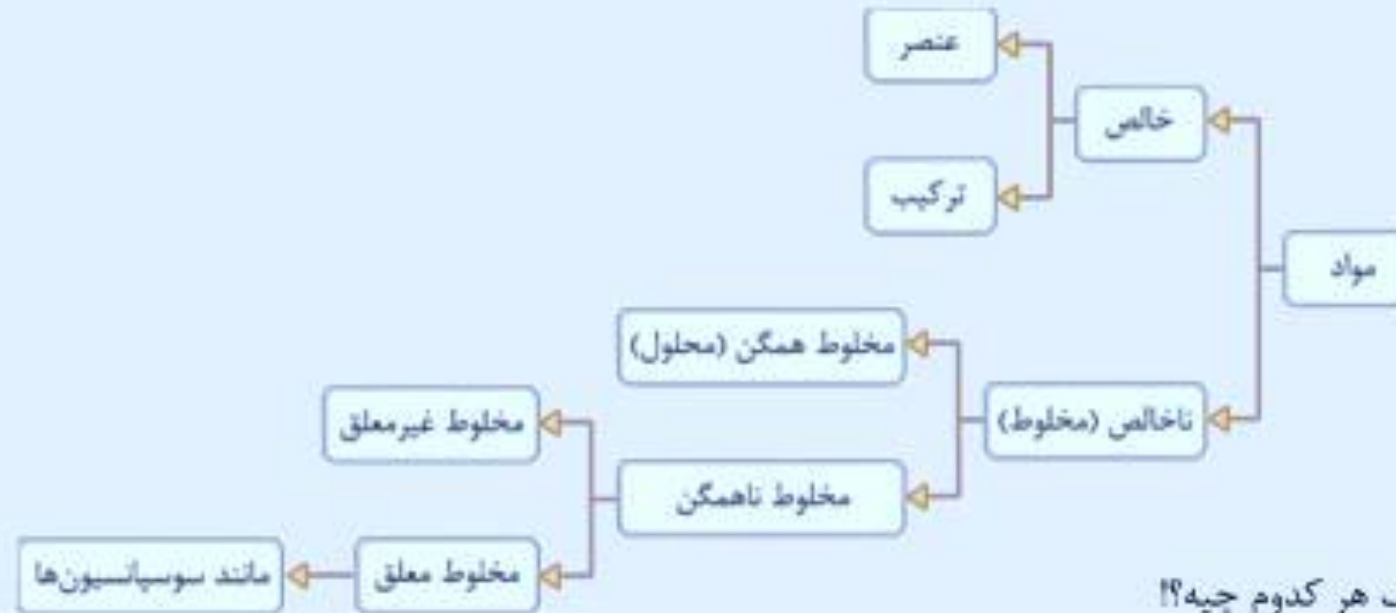 عنصر
خالص
ترکیب
مواد
مخلوط همگن (محلول)
ناخالص (مخلوط)
مخلوط غیرمعلق
مخلوط ناهمگن
مخلوط معلق
مانند سوسپانسیون‌ها
هر کدوم چیه؟!